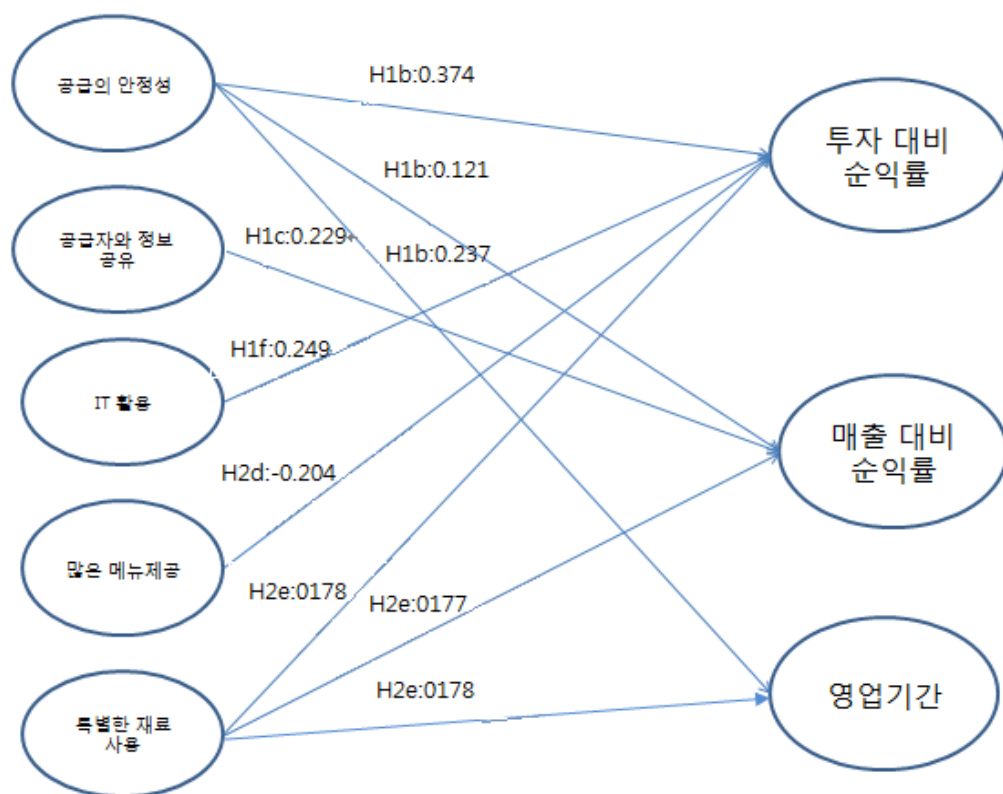 공급의 안정성
H1b:0.374
투자 대비
순익률
H1b:0.121
공급자와 정보
공유
H1c:0.229+
H1b:0.237
H1f:0.249
IT 활용
매출 대비
순익률
H2d:-0.204
많은 메뉴제공
H2e:0178
H2e:0177
H2e:0178
영업기간
특별한 재료
사용